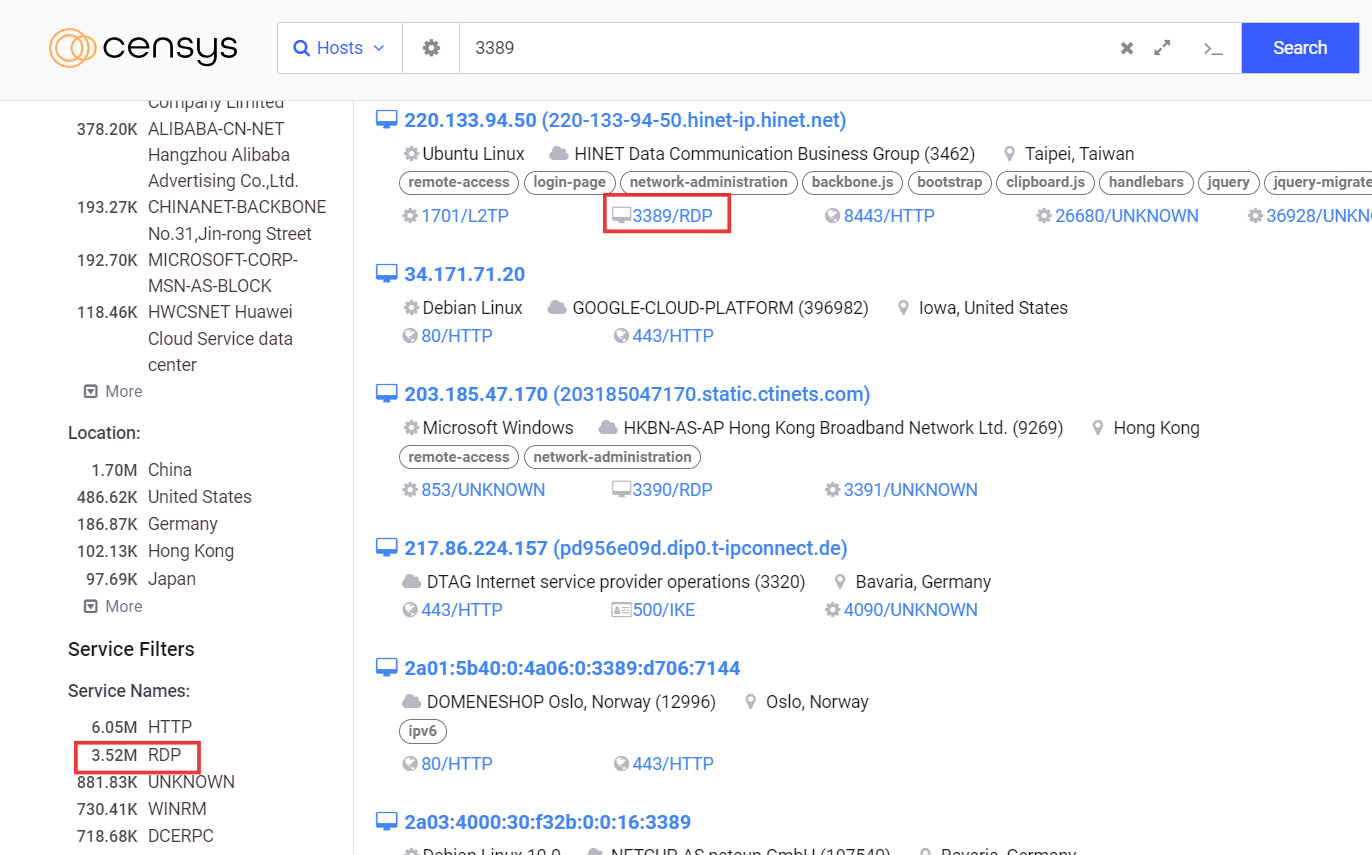 censys
Hosts
3389
Search
Company Limited
378.20K ALIBABA-CN-NET
Hangzhou Alibaba
Advertising Co.,Ltd.
193.27K CHINANET-BACKBONE
No.31,Jin-rong Street
192.70K MICROSOFT-CORP-
MSN-AS-BLOCK
118.46K HWCSNET Huawei
Cloud Service data
center
More
Location:
1.70M China
486.62K United States
186.87K Germany
102.13K Hong Kong
97.69K Japan
More
Service Filters
Service Names:
6.05M HTTP
3.52M RDP
881.83K UNKNOWN
730.41K WINRM
718.68K DCERPC
220.133.94.50 (220-133-94-50.hinet-ip.hinet.net)
Ubuntu Linux HINET Data Communication Business Group (3462) Taipei, Taiwan
remote-access login-page network-administration backbone.js bootstrap clipboard.js handlebars jquery jquery-migrate
1701/L2TP 3389/RDP 8443/HTTP 26680/UNKNOWN 36928/UNKN
34.171.71.20
Debian Linux GOOGLE-CLOUD-PLATFORM (396982) Iowa, United States
80/HTTP 443/HTTP
203.185.47.170 (203185047170.static.ctinets.com)
Microsoft Windows HKBN-AS-AP Hong Kong Broadband Network Ltd. (9269) Hong Kong
remote-access network-administration
853/UNKNOWN 3390/RDP 3391/UNKNOWN
217.86.224.157 (pd956e09d.dip0.t-ipconnect.de)
DTAG Internet service provider operations (3320) Bavaria, Germany
443/HTTP 500/IKE 4090/UNKNOWN
2a01:5b40:0:4a06:0:3389:d706:7144
DOMENESHOP Oslo, Norway (12996) Oslo, Norway
ipv6
80/HTTP 443/HTTP
2a03:4000:30:f32b:0:0:16:3389
Debian Linux 10.0 NETCUP-AS netcup GmbH (197540) Bavaria, Germany